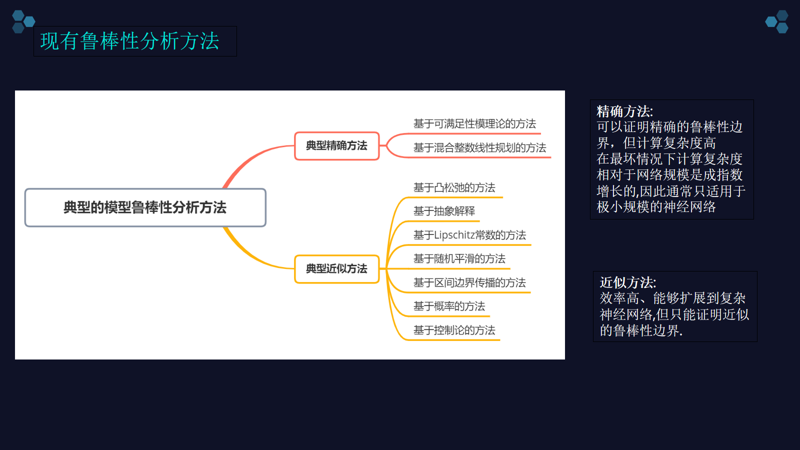 现有鲁棒性分析方法
典型的模型鲁棒性分析方法
典型精确方法
基于可满足性模理论的方法
基于混合整数线性规划的方法
典型近似方法
基于凸松弛的方法
基于抽象解释
基于Lipschitz常数的方法
基于随机平滑的方法
基于区间边界传播的方法
基于概率的方法
基于控制论的方法
精确方法:
可以证明精确的鲁棒性边
界，但计算复杂度高
在最坏情况下计算复杂度
相对于网络规模是成指数
增长的,因此通常只适用于
极小规模的神经网络
近似方法:
效率高、能够扩展到复杂
神经网络,但只能证明近似
的鲁棒性边界.